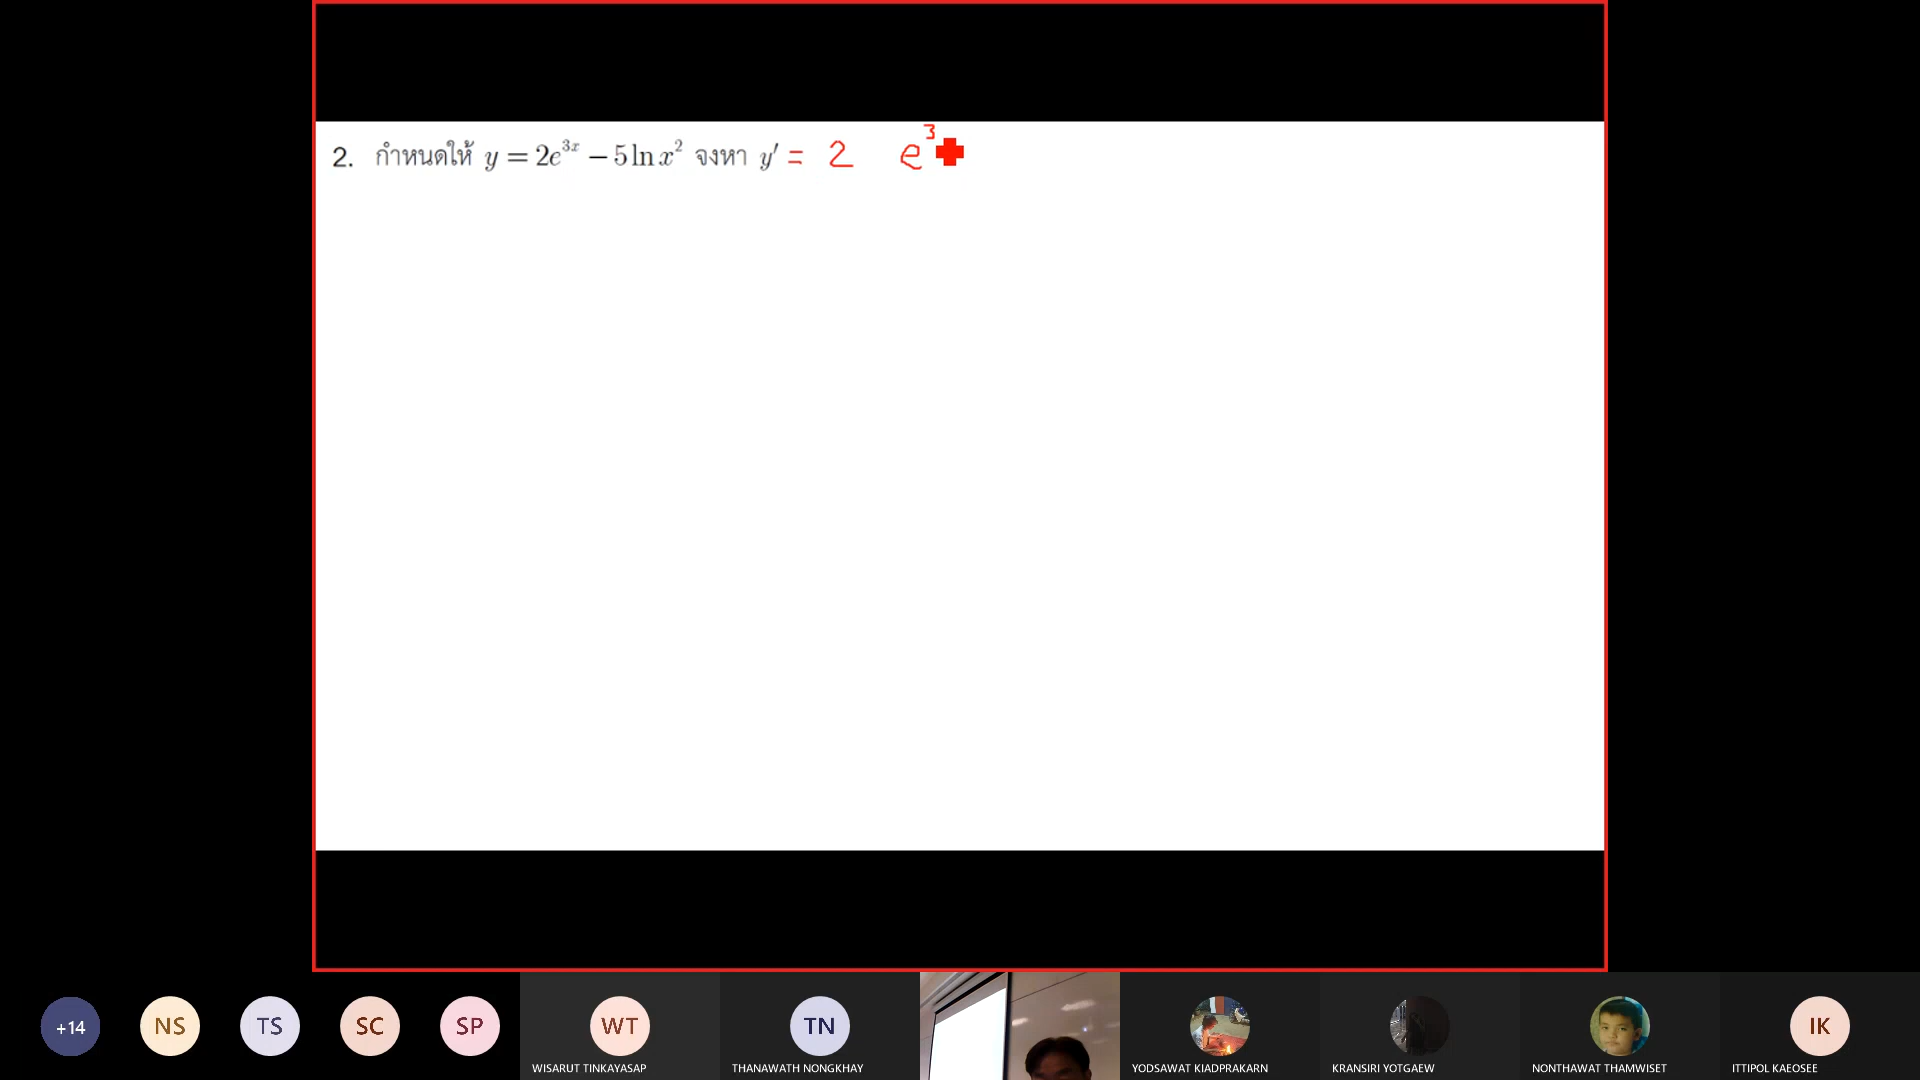 2. กำหนดให้ y = 2e^{3x} − 5 ln x^2 จงหา y′ = 2 e^3
+14
NS
TS
SC
SP
WT
WISARUT TINKAYASAP
TN
THANAWATH NONGKHAY
YODSAWAT KIADPRAKARN
KRANSIRI YOTGAEW
NONTHAWAT THAMWISET
IK
ITTIPOL KAEOSEE